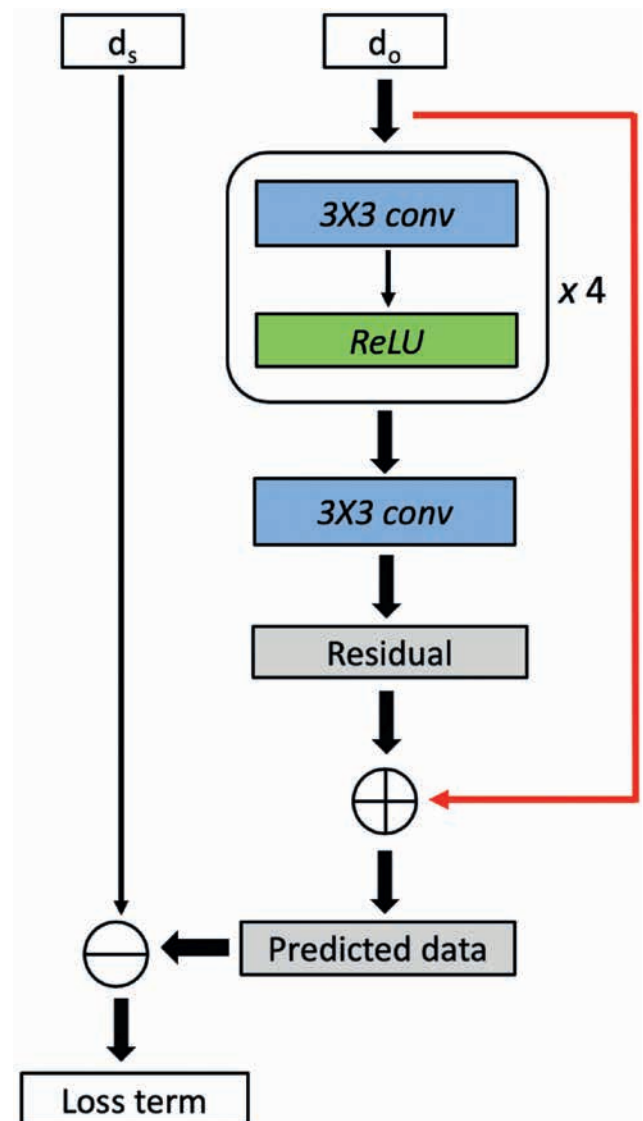 d_s
d_o
3X3 conv
ReLU
x 4
3X3 conv
Residual
Predicted data
Loss term